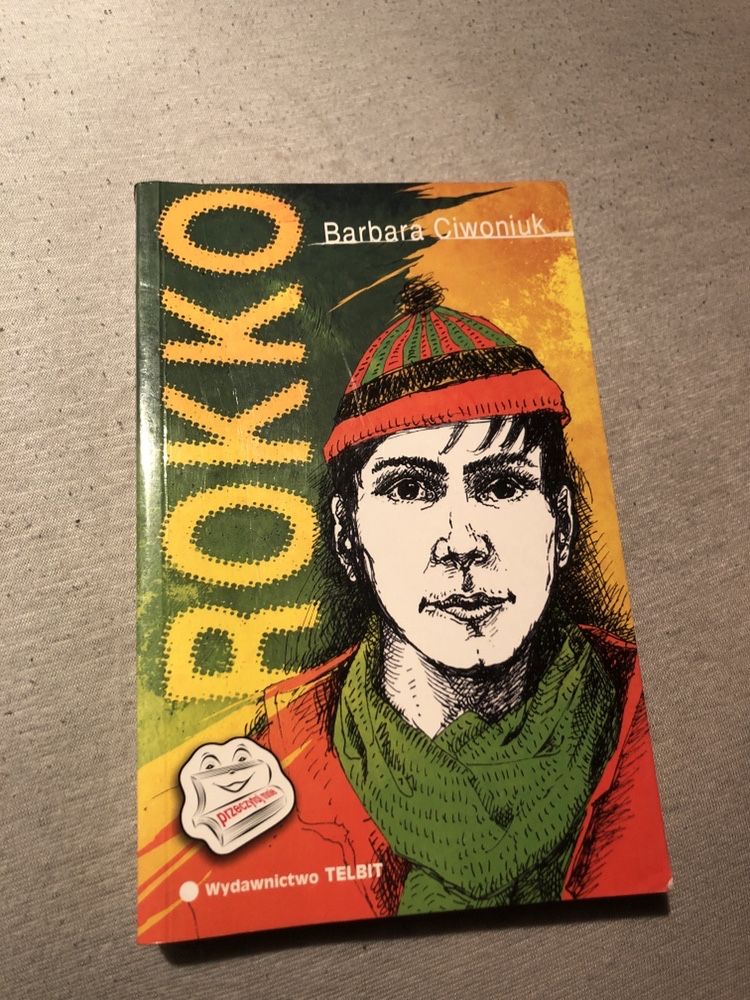 Barbara Ciwoniuk
ROKKO
przeczytaj mnie
Wydawnictwo TELBIT